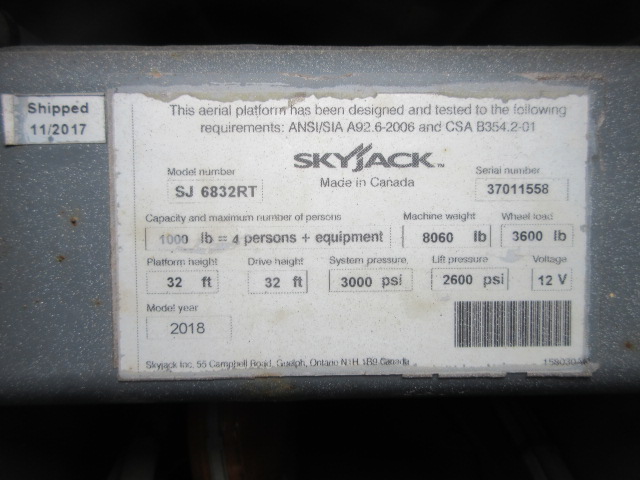 Shipped
11/2017
This aerial platform has been designed and tested to the following
requirements: ANSI/SIA A92.6-2006 and CSA B354.2-01
SKYJACK™
Made in Canada
Model number
SJ 6832RT
Serial number
37011558
Capacity and maximum number of persons
1000 lb = 4 persons + equipment
Machine weight
8060 lb
Wheel load
3600 lb
Platform height
32 ft
Drive height
32 ft
System pressure
3000 psi
Lift pressure
2600 psi
Voltage
12 V
Model year
2018
Skyjack Inc. 55 Campbell Road, Guelph, Ontario N1H 1B9 Canada